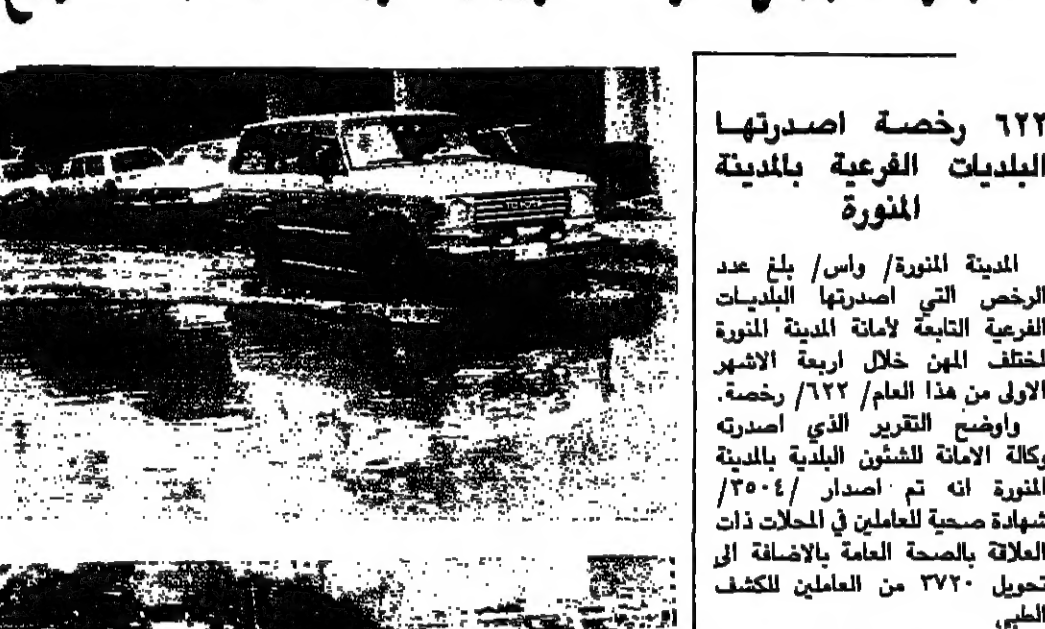 ٦٢٢ رخصة اصدرتها
البلديات الفرعية بالمدينة
المنورة
المدينة المنورة/ واس/ بلغ عدد
الرخص التي اصدرتها البلديات
الفرعية التابعة لأمانة المدينة المنورة
لختلف المهن خلال اربعة الاشهر
الاولى من هذا العام/ ٦٢٢/ رخصة.
واوضح التقرير الذي اصدرته
وكالة الامانة للشئون البلدية بالمدينة
المنورة انه تم اصدار /٣٥٠٤/
شهادة صحية للعاملين في المحلات ذات
العلاقة بالصحة العامة بالاضافة الى
تحويل ٣٧٢٠ من العاملين للكشف
الطبي